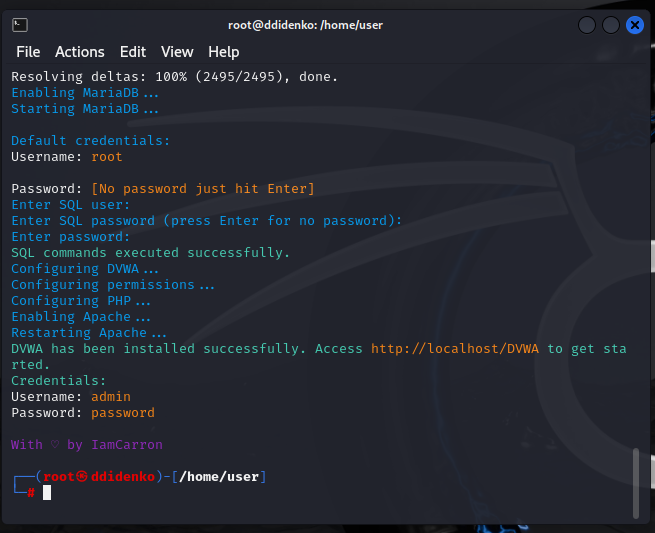 root@ddidenko: /home/user
File Actions Edit View Help
Resolving deltas: 100% (2495/2495), done.
Enabling MariaDB...
Starting MariaDB...
Default credentials:
Username: root
Password: [No password just hit Enter]
Enter SQL user:
Enter SQL password (press Enter for no password):
Enter password:
SQL commands executed successfully.
Configuring DVWA...
Configuring permissions...
Configuring PHP...
Enabling Apache...
Restarting Apache...
DVWA has been installed successfully. Access http://localhost/DVWA to get sta
rted.
Credentials:
Username: admin
Password: password
With ♡ by IamCarron
┌──(root㉿ddidenko)-[/home/user]
└─#